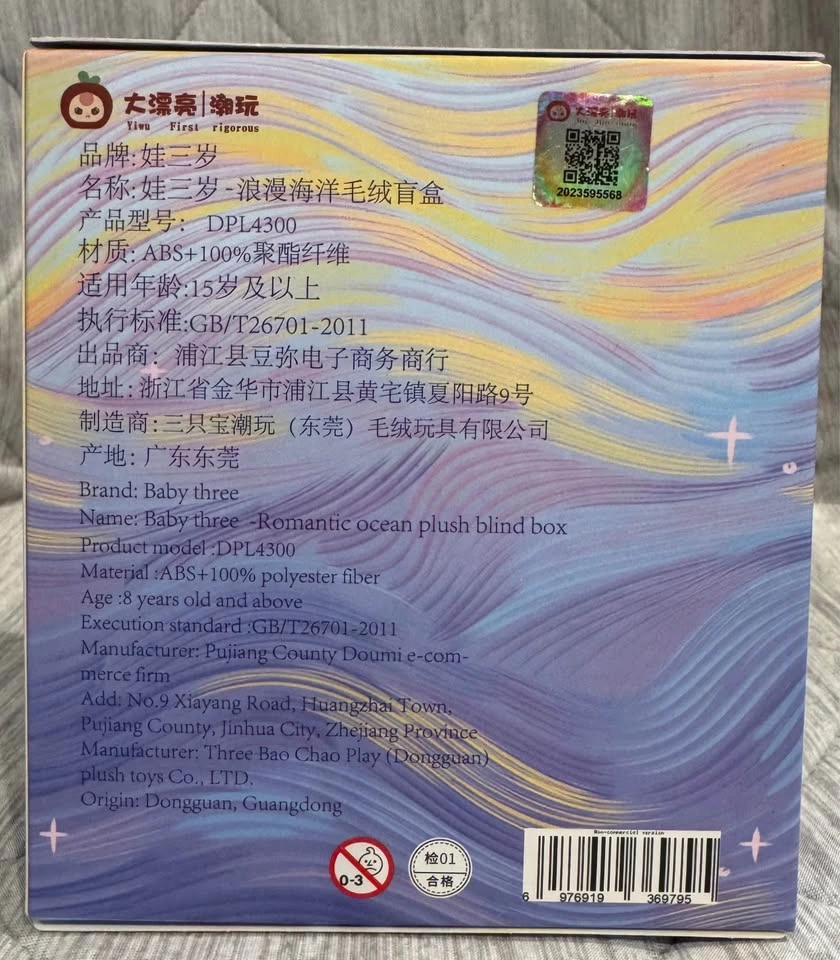 大漂亮|潮玩
Yiwu First rigorous
品牌:娃三岁
名称:娃三岁-浪漫海洋毛绒盲盒
产品型号: DPL4300
材质: ABS+100%聚酯纤维
适用年龄:15岁及以上
执行标准:GB/T26701-2011
出品商: 浦江县豆弥电子商务商行
地址: 浙江省金华市浦江县黄宅镇夏阳路9号
制造商: 三只宝潮玩（东莞）毛绒玩具有限公司
产地: 广东东莞
Brand: Baby three
Name: Baby three -Romantic ocean plush blind box
Product model :DPL4300
Material :ABS+100% polyester fiber
Age :8 years old and above
Execution standard :GB/T26701-2011
Manufacturer: Pujiang County Doumi e-com-
merce firm
Add: No.9 Xiayang Road, Huangzhai Town,
Pujiang County, Jinhua City, Zhejiang Province
Manufacturer: Three Bao Chao Play (Dongguan)
plush toys Co., LTD.
Origin: Dongguan, Guangdong
大漂亮|潮玩
2023595568
0-3
检01
合格
Non-commercial version
6 976919 369795